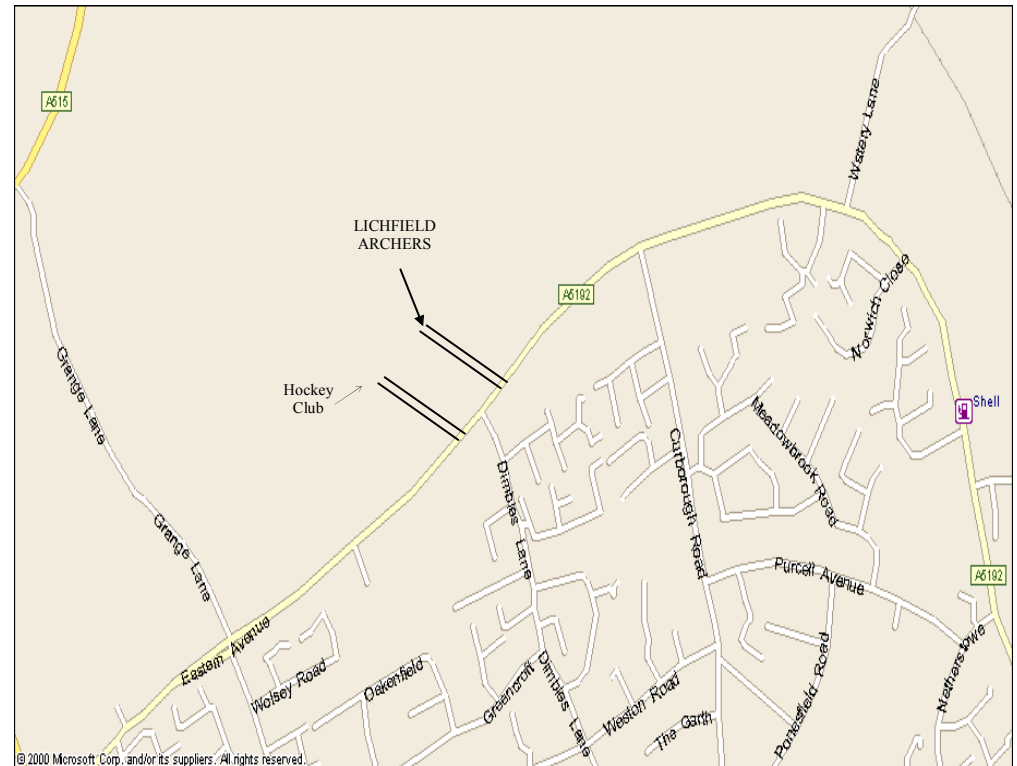 A515
Watery Lane
LICHFIELD
ARCHERS
Norwich Close
A5192
Grange Lane
Hockey
Club
Shell
Meadowbrook Road
Curborough Road
Dimbles Lane
Grange Lane
Purcell Avenue
A5192
Eastern Avenue
Wolsey Road
Oakenfield
Greencroft
Dimbles Lane
Weston Road
The Garth
Ponesfield Road
Netherstowe
© 2000 Microsoft Corp. and/or its suppliers. All rights reserved.